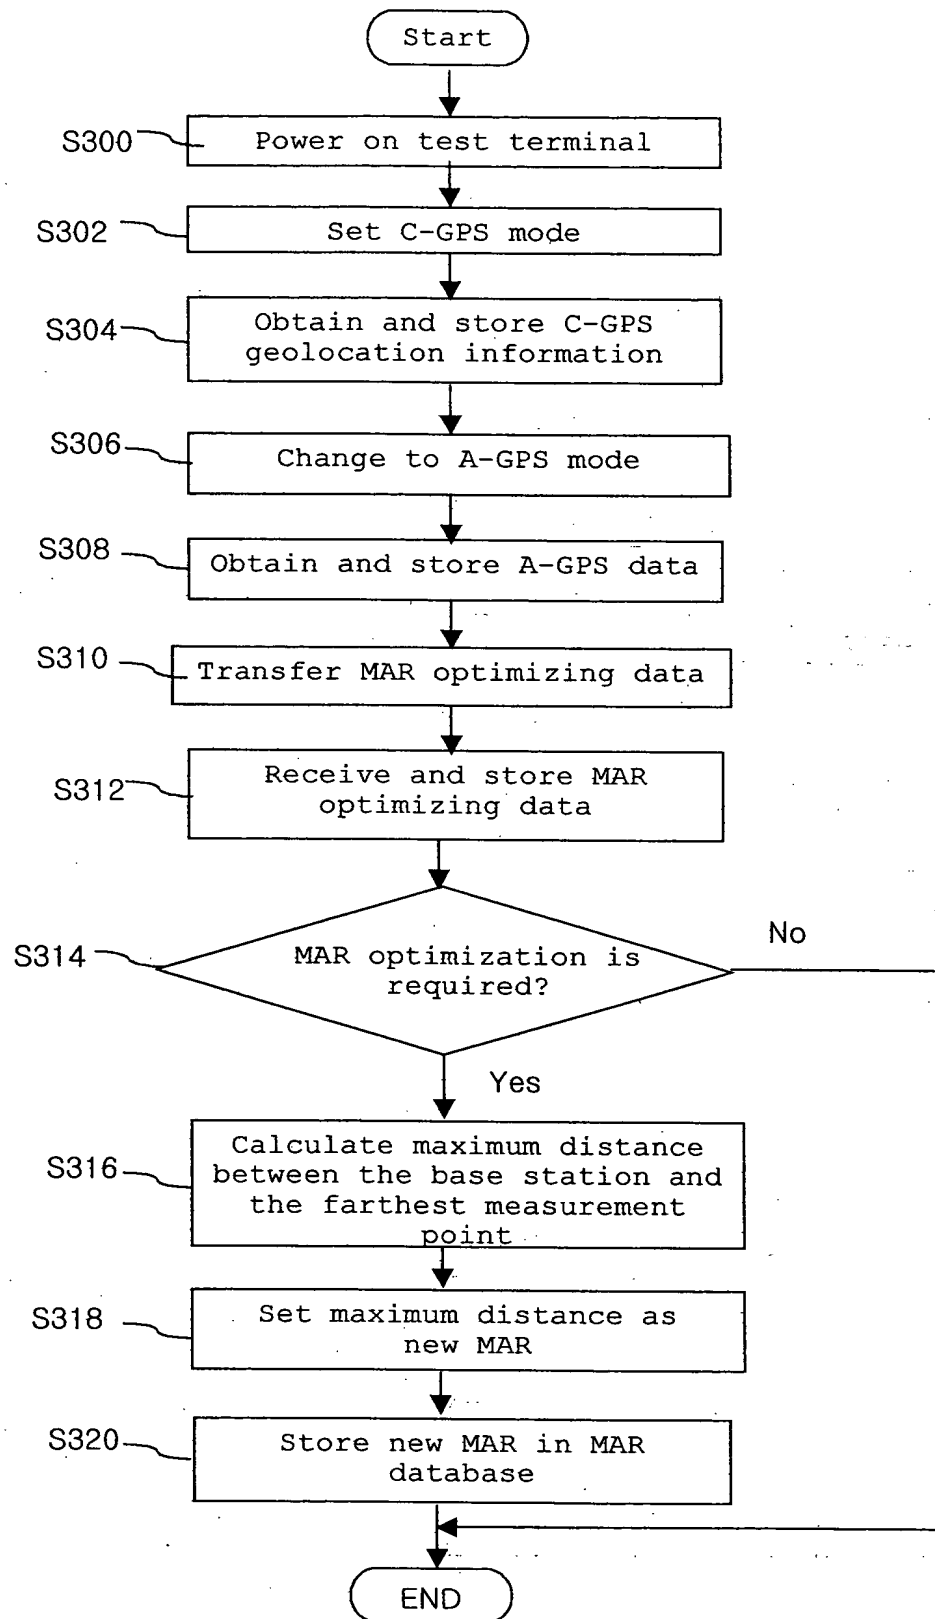 Start
S300
Power on test terminal
S302
Set C-GPS mode
S304
Obtain and store C-GPS
geolocation information
S306
Change to A-GPS mode
S308
Obtain and store A-GPS data
S310
Transfer MAR optimizing data
S312
Receive and store MAR
optimizing data
S314
MAR optimization is
required?
No
Yes
S316
Calculate maximum distance
between the base station and
the farthest measurement
point
S318
Set maximum distance as
new MAR
S320
Store new MAR in MAR
database
END